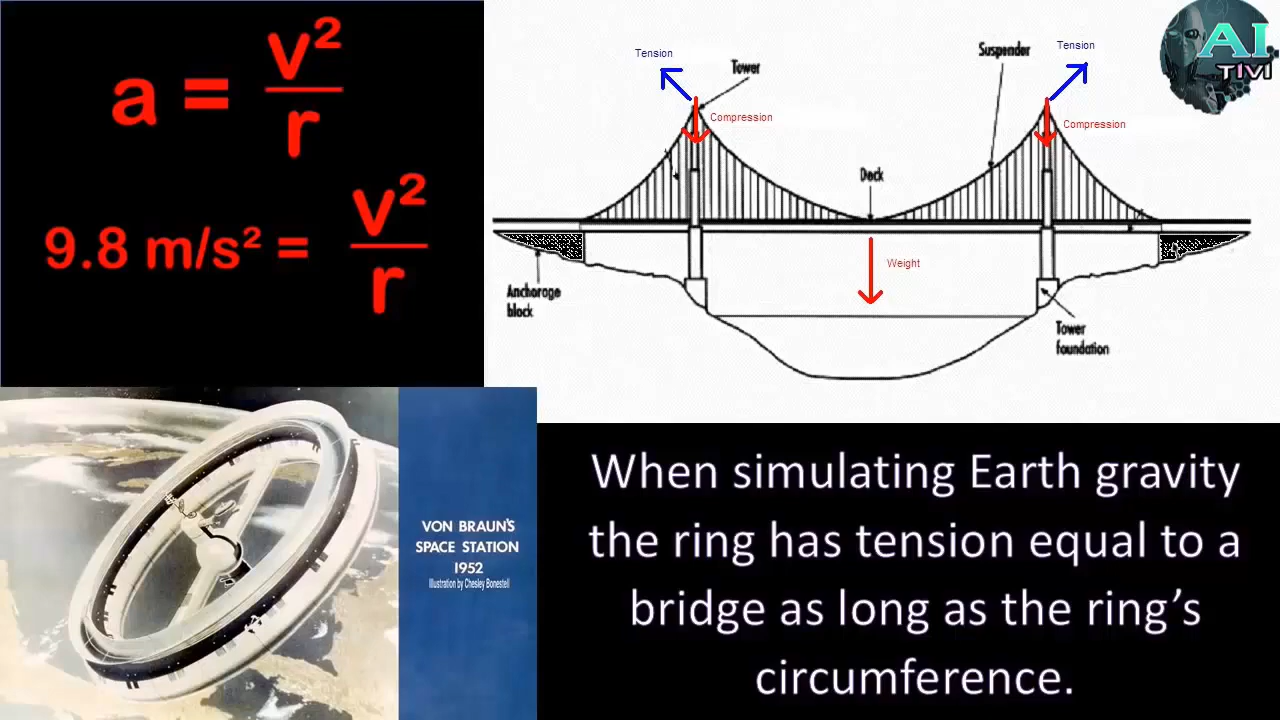 a = v²
r
9.8 m/s² = v²
r
Tension
Tower
Compression
Suspender
Tension
Compression
AI
TIVI
Deck
Weight
Anchorage
block
Tower
foundation
VON BRAUN'S
SPACE STATION
1952
Illustration by Chesley Bonestell
When simulating Earth gravity
the ring has tension equal to a
bridge as long as the ring’s
circumference.